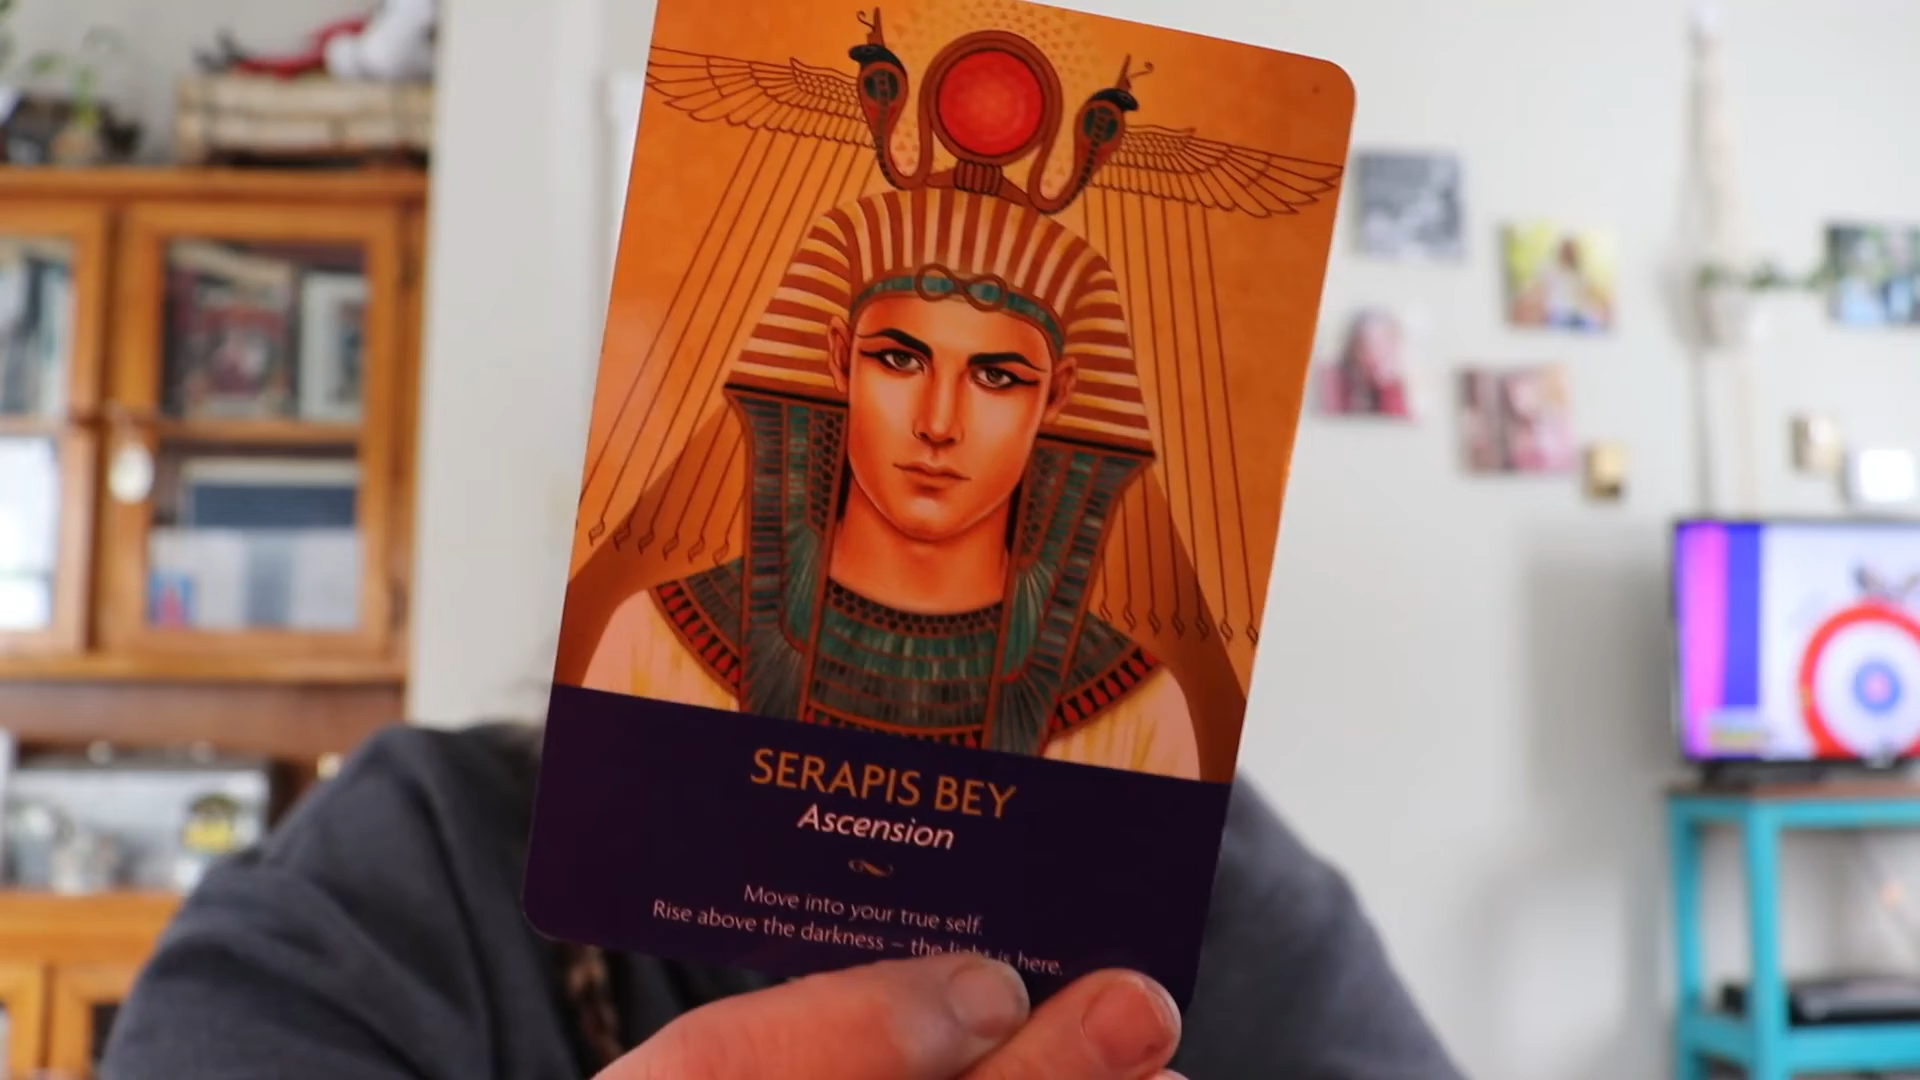 SERAPIS BEY
Ascension
Move into your true self.
Rise above the darkness – the light is here.